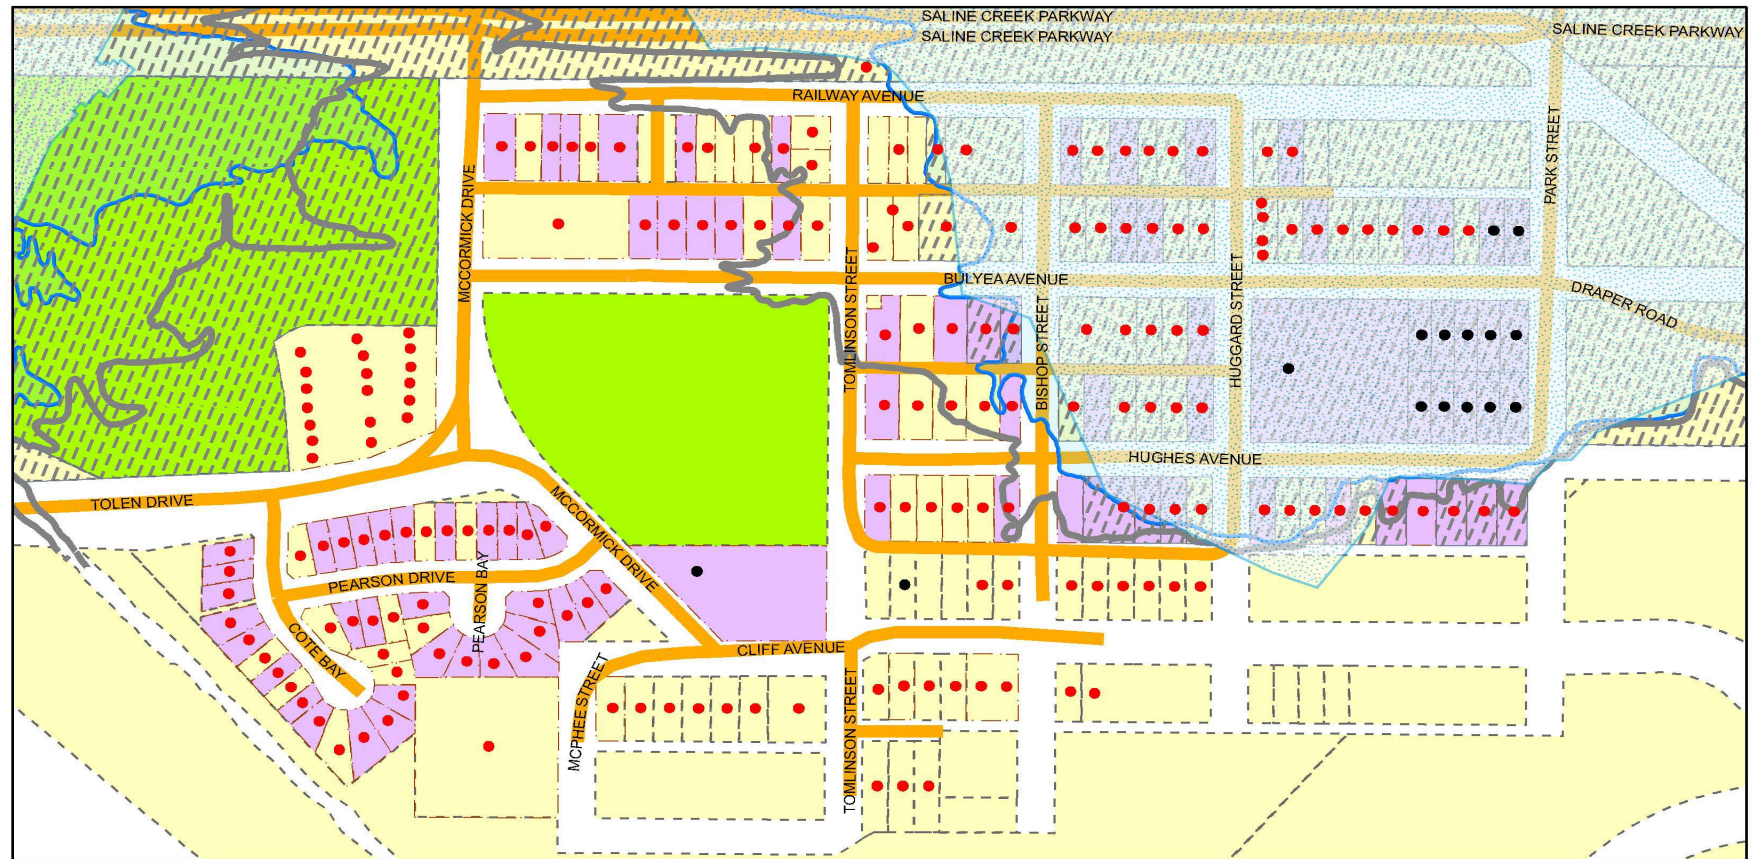 SALINE CREEK PARKWAY
SALINE CREEK PARKWAY
SALINE CREEK PARKWAY
RAILWAY AVENUE
PARK STREET
MCCORMICK DRIVE
TOMLINSON STREET
BULYEA AVENUE
HUGGARD STREET
BISHOP STREET
DRAPER ROAD
HUGHES AVENUE
TOLEN DRIVE
MCCORMICK DRIVE
PEARSON DRIVE
PEARSON BAY
COTE BAY
CLIFF AVENUE
MCPHEE STREET
TOMLINSON STREET